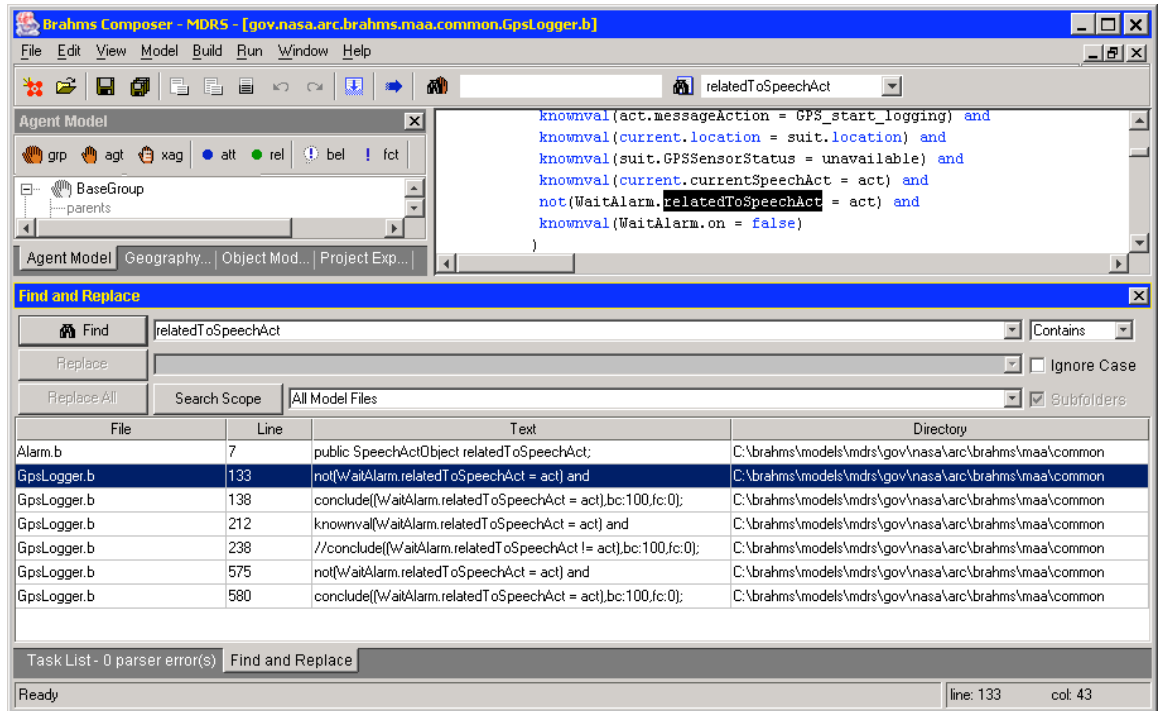 Brahms Composer - MDRS - [gov.nasa.arc.brahms.maa.common.GpsLogger.b]
File Edit View Model Build Run Window Help
relatedToSpeechAct
Agent Model
grp agt xag att rel bel ! fct
BaseGroup
parents
Agent Model Geography... Object Mod... Project Exp...
knownval(act.messageAction = GPS_start_logging) and
knownval(current.location = suit.location) and
knownval(suit.GPSSensorStatus = unavailable) and
knownval(current.currentSpeechAct = act) and
not(WaitAlarm.relatedToSpeechAct = act) and
knownval(WaitAlarm.on = false)
)
Find and Replace
Find relatedToSpeechAct Contains
Replace Ignore Case
Replace All Search Scope All Model Files Subfolders
File Line Text Directory
Alarm.b 7 public SpeechActObject relatedToSpeechAct; C:\brahms\models\mdrs\gov\nasa\arc\brahms\maa\common
GpsLogger.b 133 not(WaitAlarm.relatedToSpeechAct = act) and C:\brahms\models\mdrs\gov\nasa\arc\brahms\maa\common
GpsLogger.b 138 conclude((WaitAlarm.relatedToSpeechAct = act),bc:100,fc:0); C:\brahms\models\mdrs\gov\nasa\arc\brahms\maa\common
GpsLogger.b 212 knownval(WaitAlarm.relatedToSpeechAct = act) and C:\brahms\models\mdrs\gov\nasa\arc\brahms\maa\common
GpsLogger.b 238 //conclude((WaitAlarm.relatedToSpeechAct != act),bc:100,fc:0); C:\brahms\models\mdrs\gov\nasa\arc\brahms\maa\common
GpsLogger.b 575 not(WaitAlarm.relatedToSpeechAct = act) and C:\brahms\models\mdrs\gov\nasa\arc\brahms\maa\common
GpsLogger.b 580 conclude((WaitAlarm.relatedToSpeechAct = act),bc:100,fc:0); C:\brahms\models\mdrs\gov\nasa\arc\brahms\maa\common
Task List - 0 parser error(s) Find and Replace
Ready line: 133 col: 43